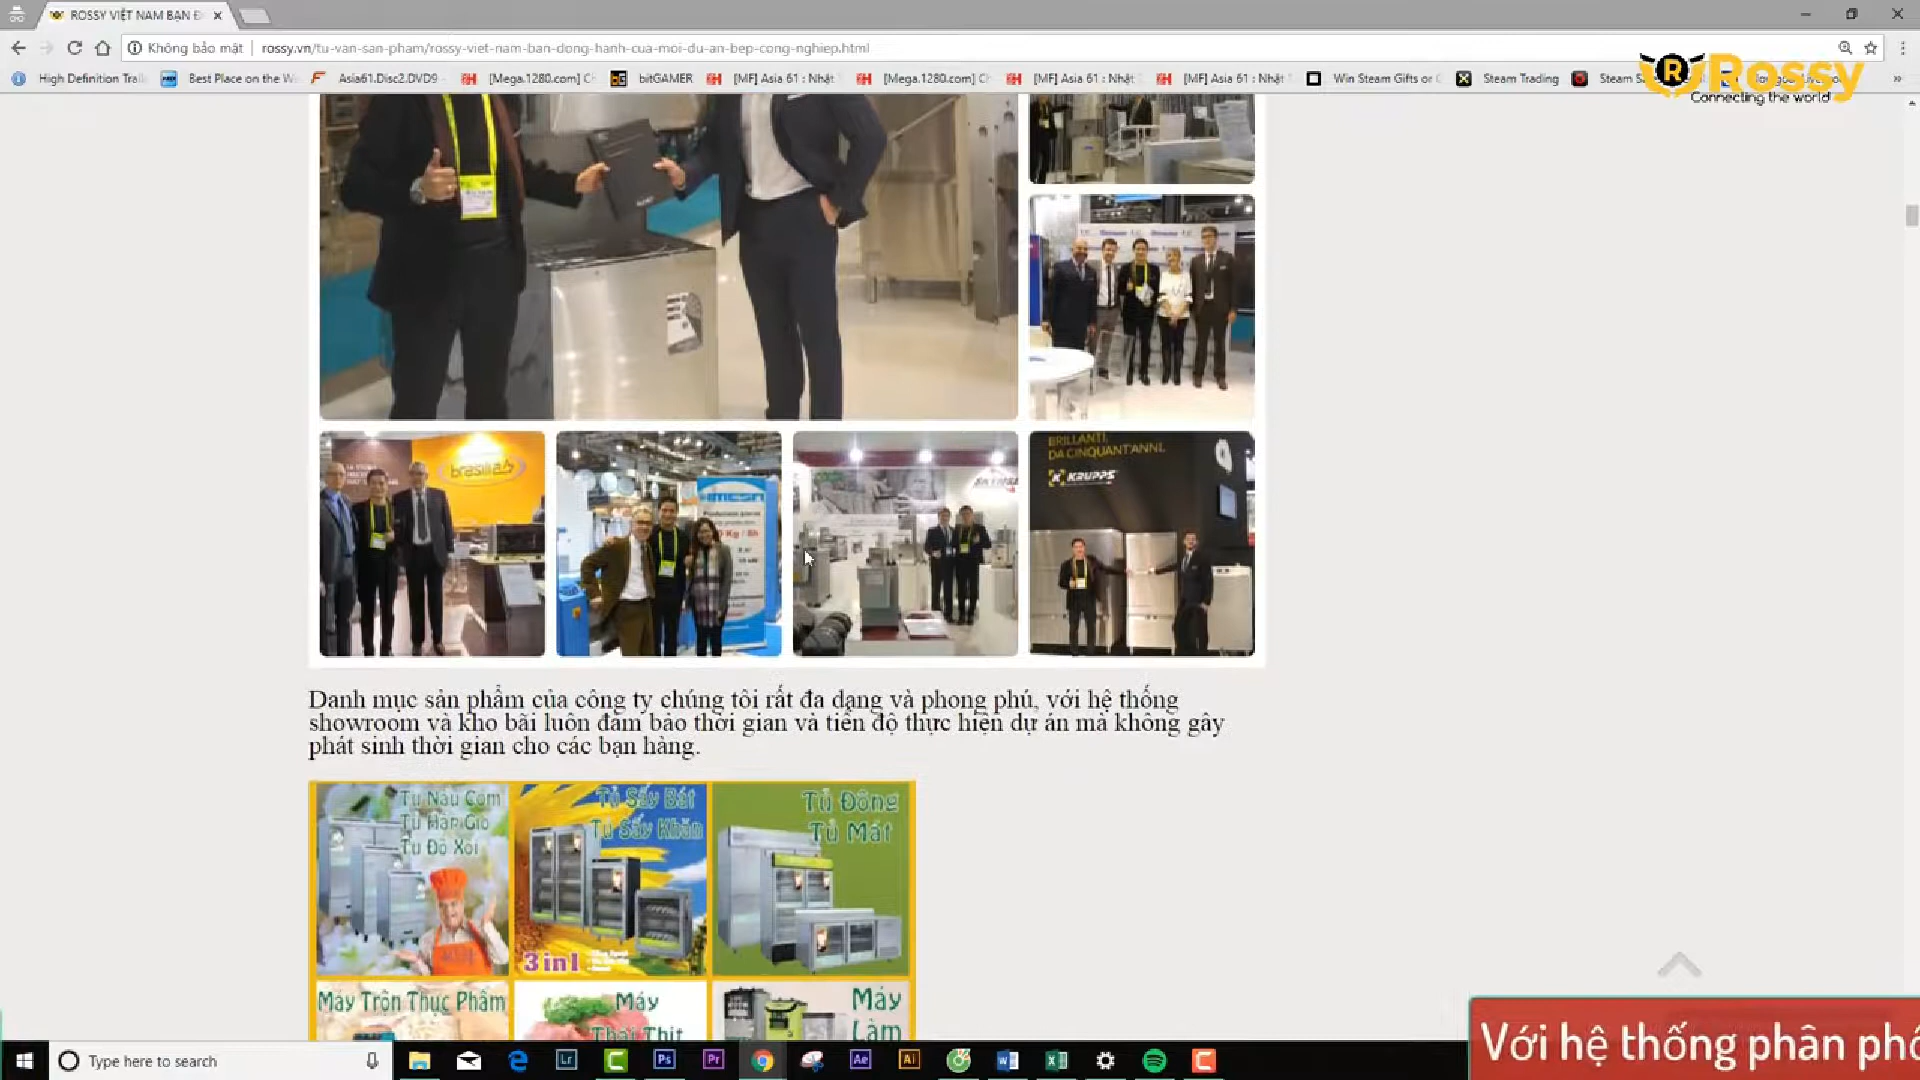 ROSSY VIỆT NAM BẠN Đ
Không bảo mật
rossy.vn/tu-van-san-pham/rossy-viet-nam-ban-dong-hanh-cua-moi-du-an-bep-cong-nghiep.html
High Definition Trai
Best Place on the W
Asia61.Disc2.DVD9 -
[Mega.1280.com]
bitGAMER
[MF] Asia 61 : Nhật
[Mega.1280.com]
[MF] Asia 61 : Nhật
[MF] Asia 61 : Nhật
Win Steam Gifts or
Steam Trading
Steam
Rossy
Connecting the world
BRILLANTI
DA CINQUANT'ANNI.
KRUPPS
brasilia
Danh mục sản phẩm của công ty chúng tôi rất đa dạng và phong phú, với hệ thống
showroom và kho bãi luôn đảm bảo thời gian và tiến độ thực hiện dự án mà không gây
phát sinh thời gian cho các bạn hàng.
Tủ Nấu Cơm
Tủ Hấp Giò
Tủ Đồ Xôi
Tủ Sấy Bát
Tủ Sấy Khăn
3 in 1
Tủ Đông
Tủ Mát
Máy Trộn Thực Phẩm
Máy
Thái Thịt
Máy
Làm
Với hệ thống phân phố
Type here to search
Lr
Ps
Pr
Ae
Ai